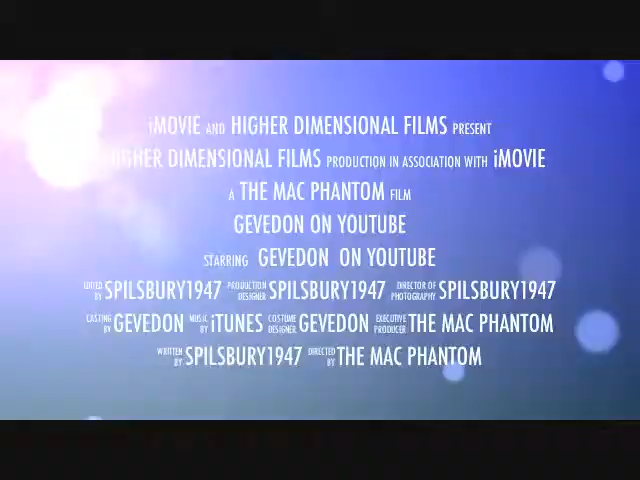 iMOVIE AND HIGHER DIMENSIONAL FILMS PRESENT
HIGHER DIMENSIONAL FILMS PRODUCTION IN ASSOCIATION WITH iMOVIE
A THE MAC PHANTOM FILM
GEVEDON ON YOUTUBE
STARRING GEVEDON ON YOUTUBE
EDITED BY SPILSBURY1947 PRODUCTION DESIGNER SPILSBURY1947 DIRECTOR OF PHOTOGRAPHY SPILSBURY1947
CASTING BY GEVEDON MUSIC BY iTUNES COSTUME DESIGNER GEVEDON EXECUTIVE PRODUCER THE MAC PHANTOM
WRITTEN BY SPILSBURY1947 DIRECTED BY THE MAC PHANTOM